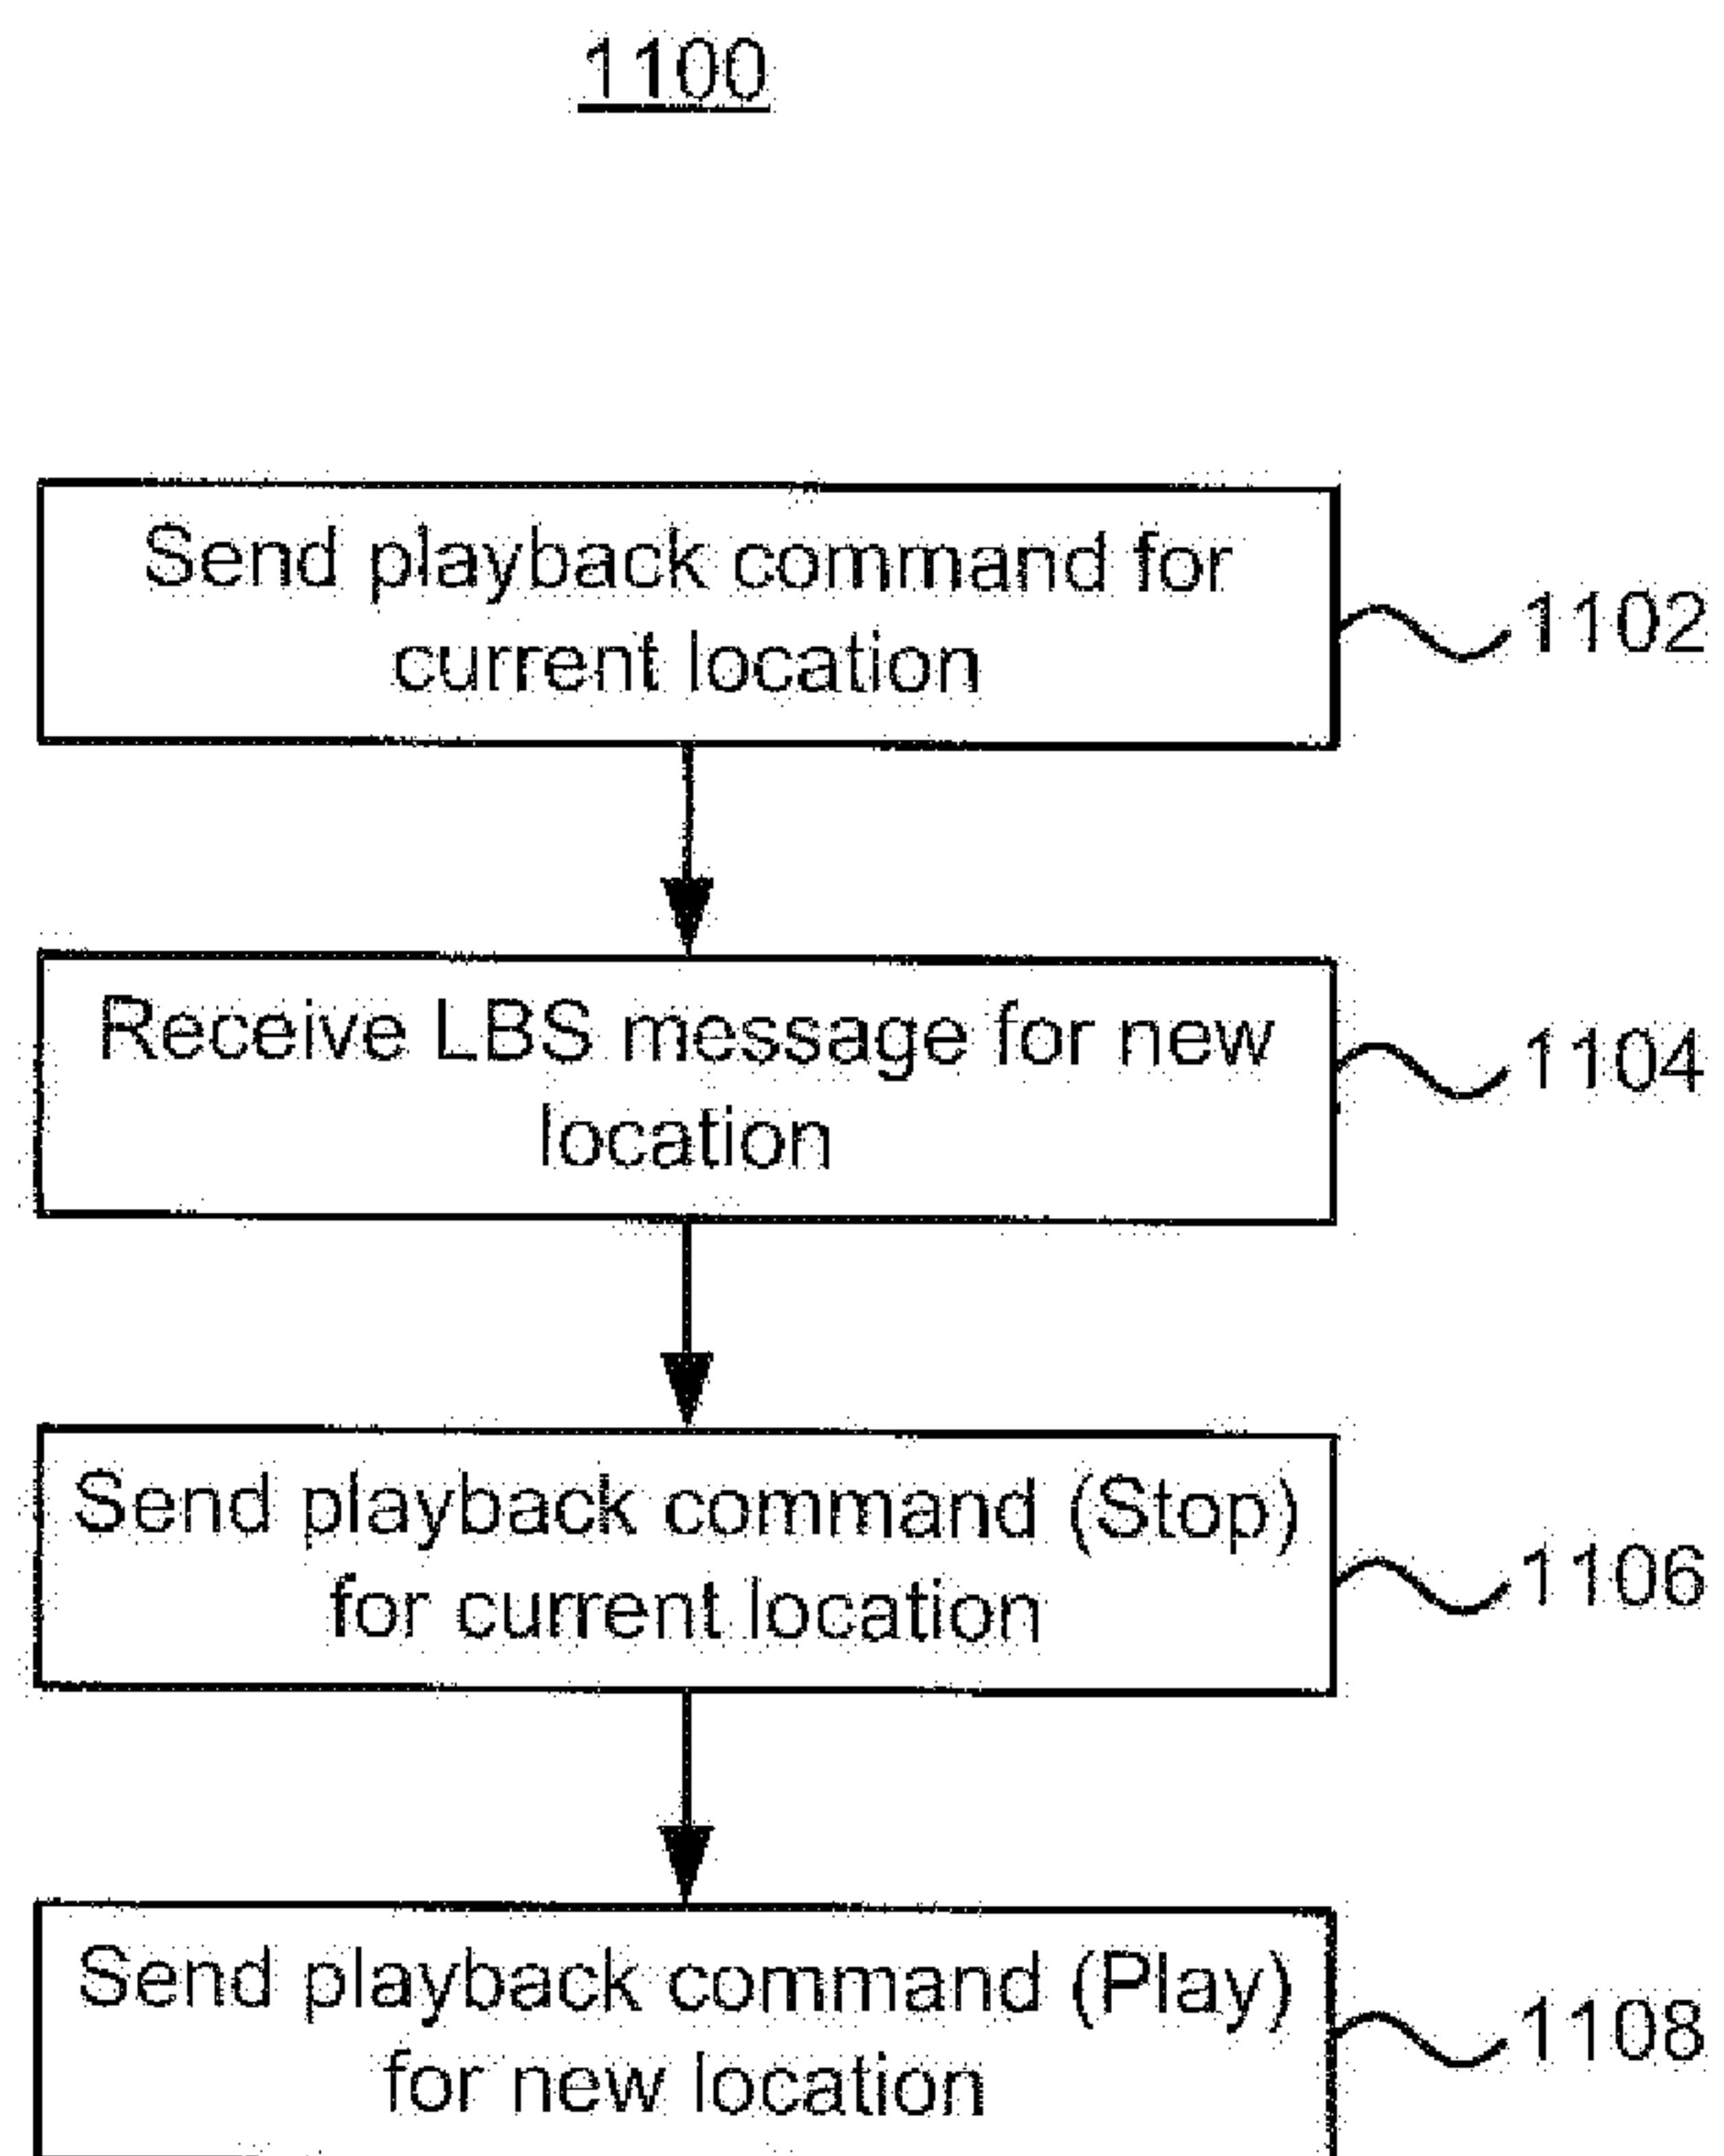 1100
Send playback command for
current location
1102
Receive LBS message for new
location
1104
Send playback command (Stop)
for current location
1106
Send playback command (Play)
for new location
1108